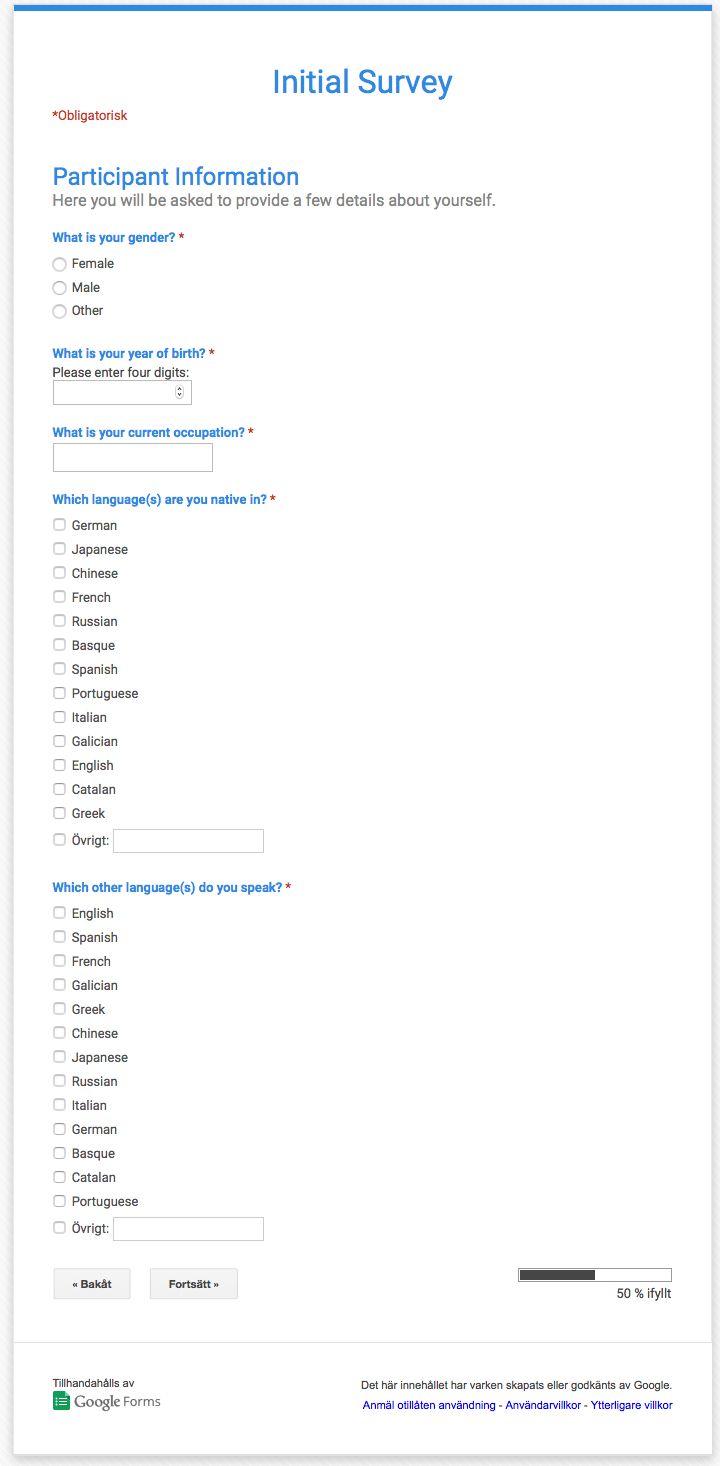 Initial Survey
*Obligatorisk
Participant Information
Here you will be asked to provide a few details about yourself.
What is your gender? *
Female
Male
Other
What is your year of birth? *
Please enter four digits:
What is your current occupation? *
Which language(s) are you native in? *
German
Japanese
Chinese
French
Russian
Basque
Spanish
Portuguese
Italian
Galician
English
Catalan
Greek
Övrigt:
Which other language(s) do you speak? *
English
Spanish
French
Galician
Greek
Chinese
Japanese
Russian
Italian
German
Basque
Catalan
Portuguese
Övrigt:
« Bakåt
Fortsätt »
50 % ifyllt
Tillhandahålls av
Google Forms
Det här innehållet har varken skapats eller godkänts av Google.
Anmäl otillåten användning - Användarvillkor - Ytterligare villkor